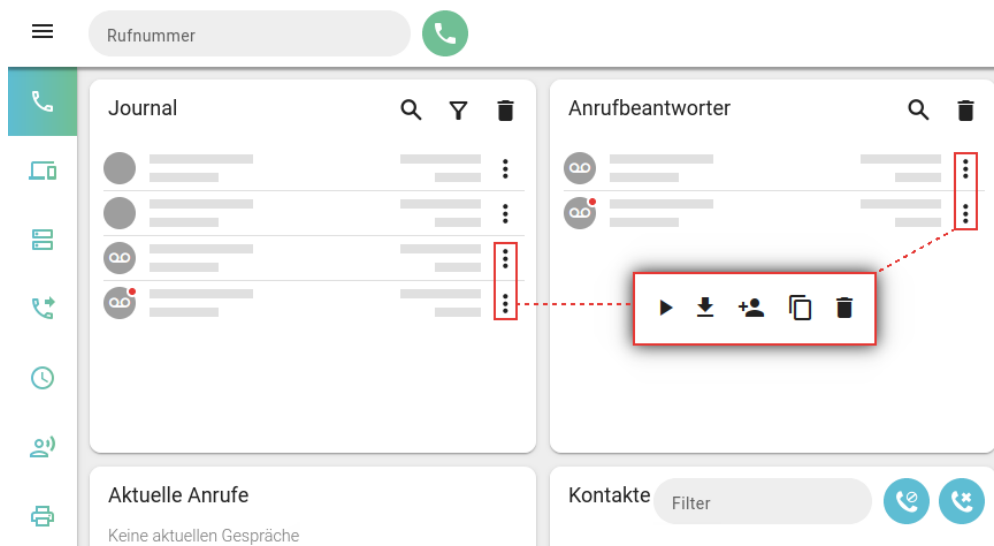 Rufnummer
Journal
Anrufbeantworter
Aktuelle Anrufe
Keine aktuellen Gespräche
Kontakte
Filter